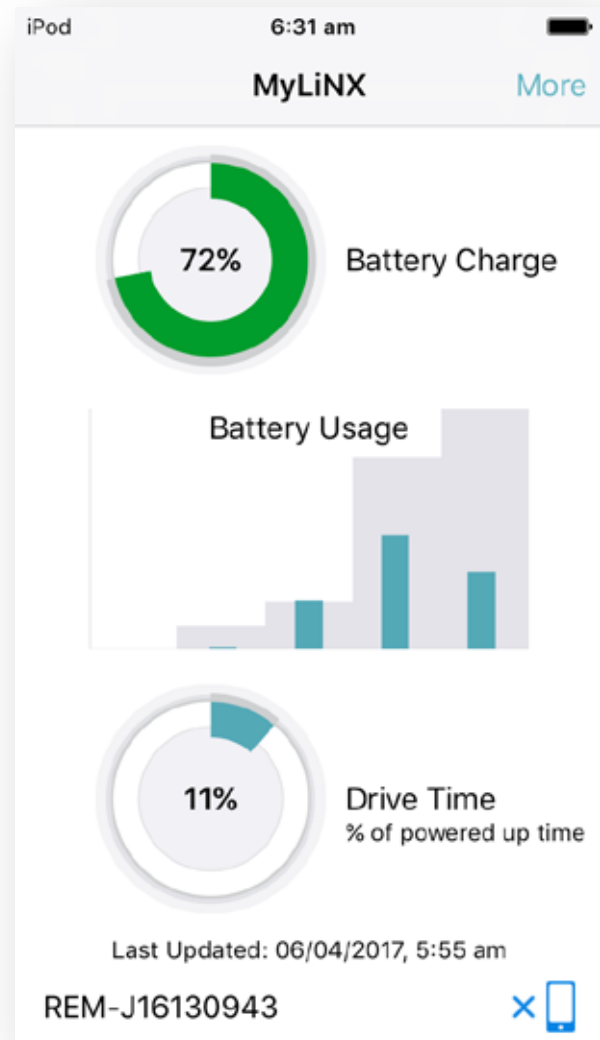 iPod 6:31 am
MyLiNX More
72% Battery Charge
Battery Usage
11% Drive Time
% of powered up time
Last Updated: 06/04/2017, 5:55 am
REM-J16130943